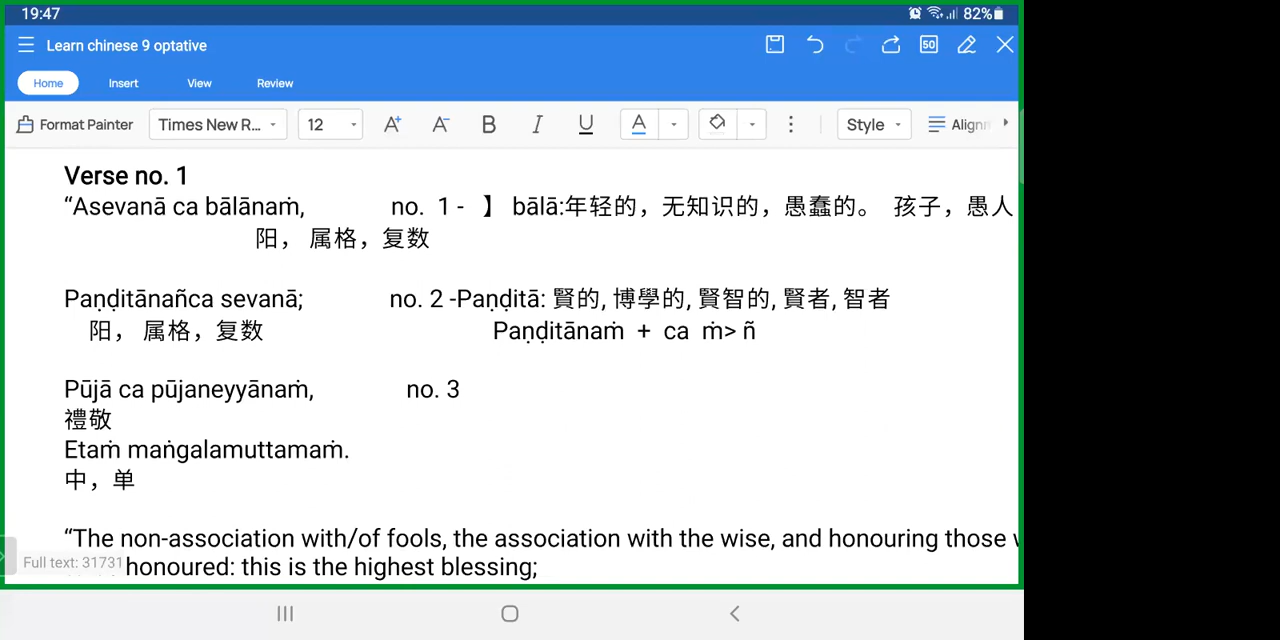 19:47 82%
Learn chinese 9 optative 50
Home Insert View Review
Format Painter Times New R... 12 A+ A- B I U A Style Alignn
Verse no. 1
“Asevanā ca bālānaṁ, no. 1 - 】 bālā:年轻的，无知识的，愚蠢的。 孩子，愚人
阳， 属格，复数
Paṇḍitānañca sevanā; no. 2 -Paṇḍitā: 賢的, 博學的, 賢智的, 賢者, 智者
阳， 属格，复数 Paṇḍitānaṁ + ca ṁ> ñ
Pūjā ca pūjaneyyānaṁ, no. 3
禮敬
Etaṁ maṅgalamuttamaṁ.
中，单
“The non-association with/of fools, the association with the wise, and honouring those
Full text: 31731 honoured: this is the highest blessing;